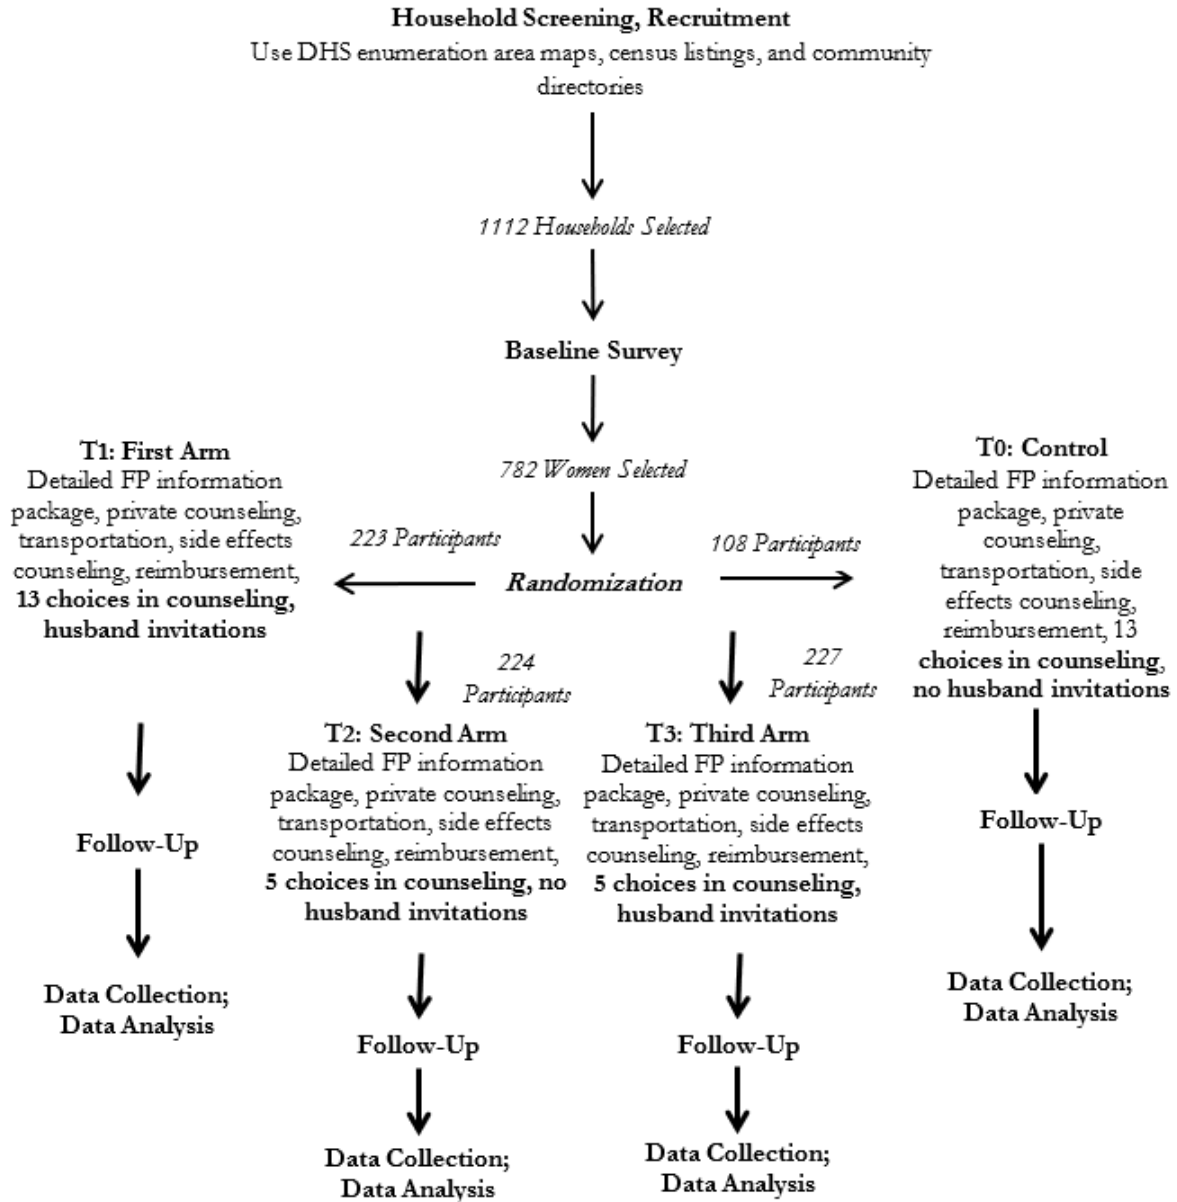 Household Screening, Recruitment
Use DHS enumeration area maps, census listings, and community
directories
1112 Households Selected
Baseline Survey
782 Women Selected
Randomization
223 Participants
108 Participants
224
Participants
227
Participants
T1: First Arm
Detailed FP information
package, private counseling,
transportation, side effects
counseling, reimbursement,
13 choices in counseling,
husband invitations
Follow-Up
Data Collection;
Data Analysis
T2: Second Arm
Detailed FP information
package, private counseling,
transportation, side effects
counseling, reimbursement,
5 choices in counseling, no
husband invitations
Follow-Up
Data Collection;
Data Analysis
T3: Third Arm
Detailed FP information
package, private counseling,
transportation, side effects
counseling, reimbursement,
5 choices in counseling,
husband invitations
Follow-Up
Data Collection;
Data Analysis
T0: Control
Detailed FP information
package, private
counseling,
transportation, side
effects counseling,
reimbursement, 13
choices in counseling,
no husband invitations
Follow-Up
Data Collection;
Data Analysis